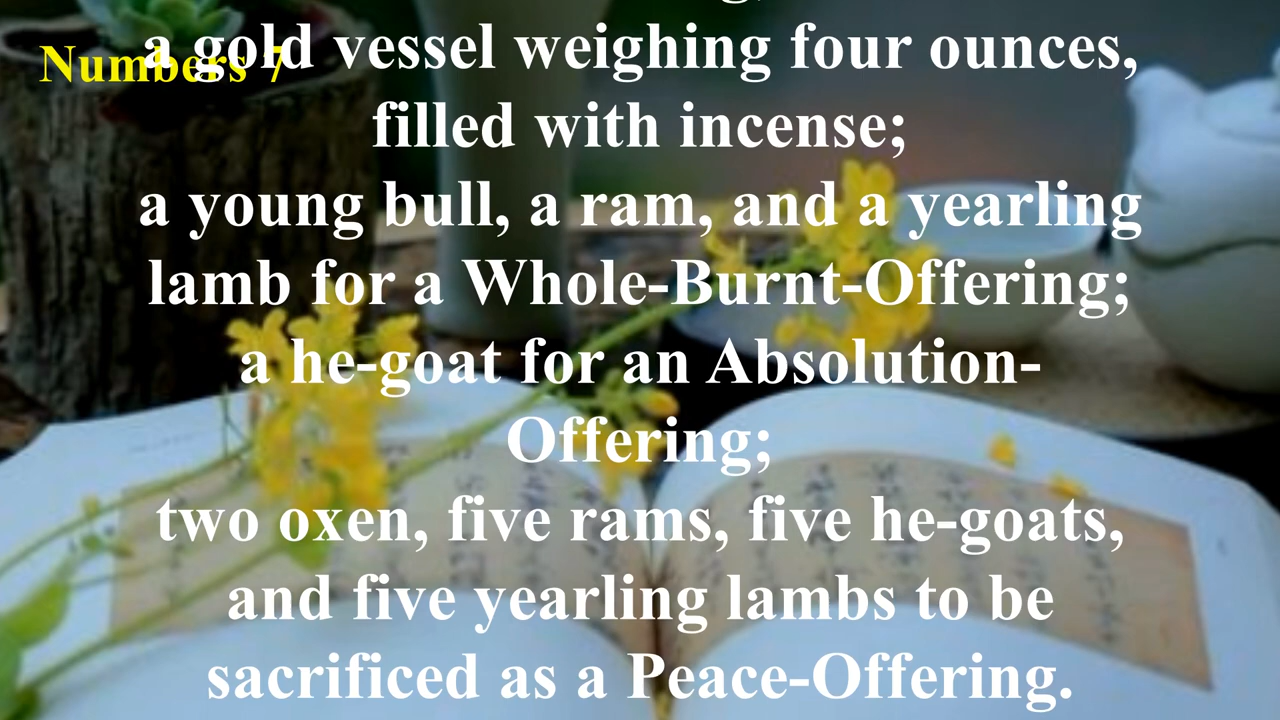 Numbers 7
a gold vessel weighing four ounces,
filled with incense;
a young bull, a ram, and a yearling
lamb for a Whole-Burnt-Offering;
a he-goat for an Absolution-
Offering;
two oxen, five rams, five he-goats,
and five yearling lambs to be
sacrificed as a Peace-Offering.